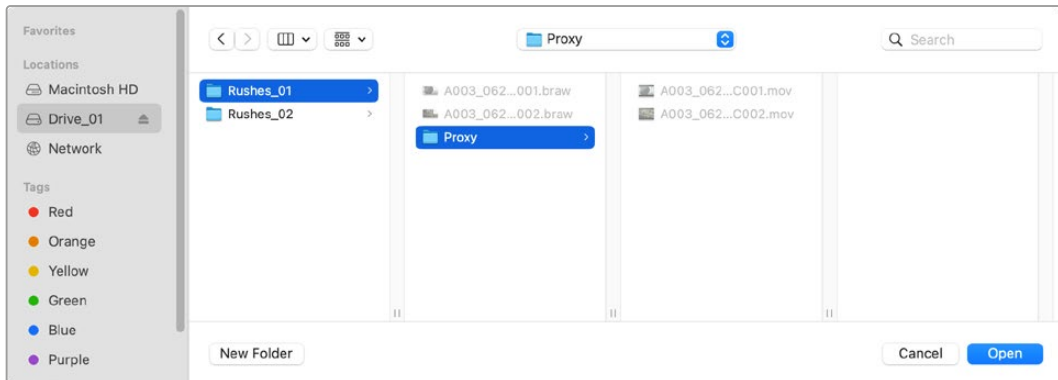 Favorites
Locations
Macintosh HD
Drive_01
Network
Tags
Red
Orange
Yellow
Green
Blue
Purple
Proxy
Search
Rushes_01
Rushes_02
A003_062...001.braw
A003_062...002.braw
Proxy
A003_062...C001.mov
A003_062...C002.mov
New Folder
Cancel
Open